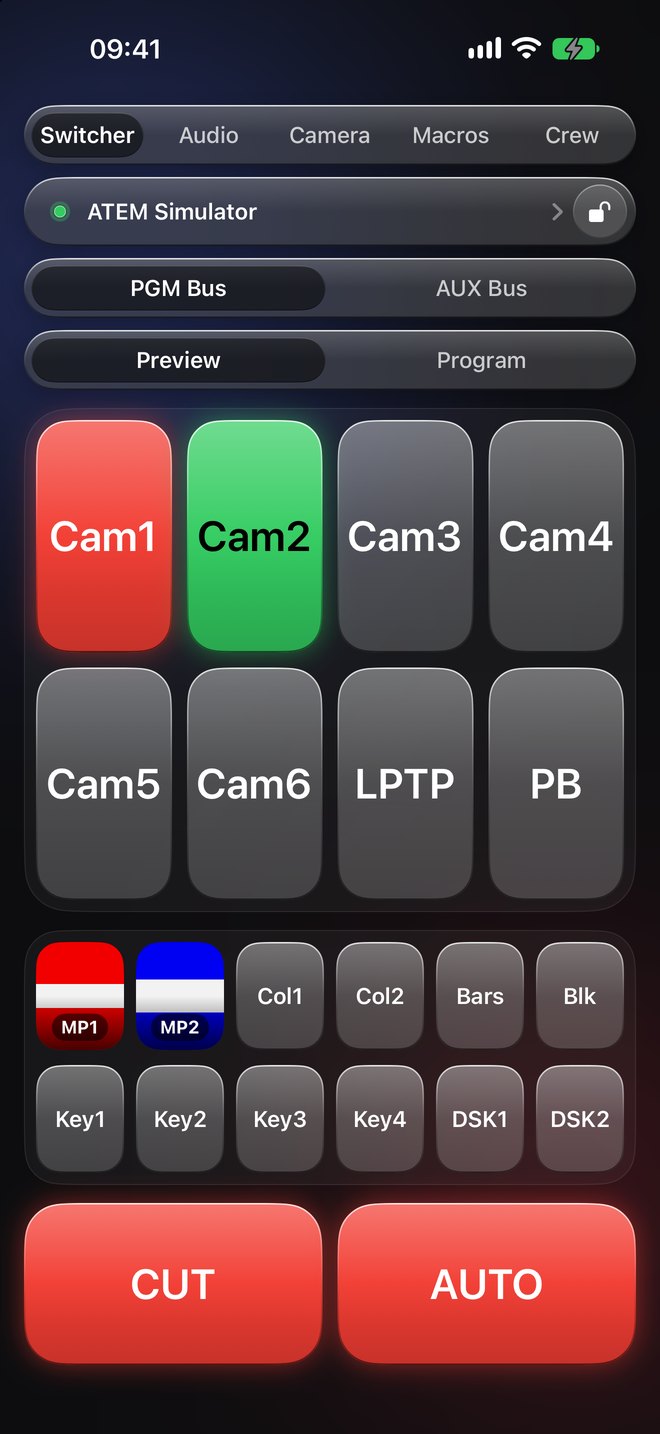 09:41
Switcher Audio Camera Macros Crew
ATEM Simulator
PGM Bus AUX Bus
Preview Program
Cam1 Cam2 Cam3 Cam4
Cam5 Cam6 LPTP PB
MP1 MP2 Col1 Col2 Bars Blk
Key1 Key2 Key3 Key4 DSK1 DSK2
CUT AUTO